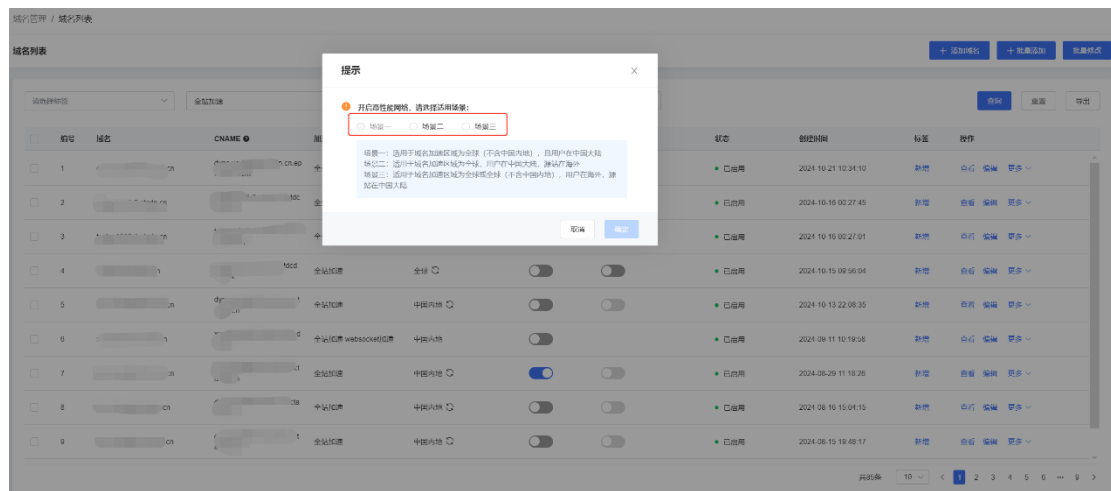 域名管理 / 域名列表
域名列表
+ 添加域名
+ 批量添加
批量修改
请选择标签
全站加速
查询
重置
导出
提示
开启高性能网络，请选择适用场景：
场景一
场景二
场景三
场景一：适用于域名加速区域为全球（不含中国内地），且用户在中国大陆
场景二：适用于域名加速区域为全球，用户在中国大陆，源站在海外
场景三：适用于域名加速区域为全球或全球（不含中国内地），用户在海外，源
站在中国大陆
取消
确定
编号 域名 CNAME 状态 创建时间 标签 操作
1 已启用 2024-10-21 10:34:10 新增 查看 编辑 更多
2 已启用 2024-10-16 00:27:45 新增 查看 编辑 更多
3 已启用 2024-10-16 00:27:01 新增 查看 编辑 更多
4 全站加速 全球 已启用 2024-10-15 09:56:04 新增 查看 编辑 更多
5 全站加速 中国内地 已启用 2024-10-13 22:08:35 新增 查看 编辑 更多
6 全站加速 websocket加速 中国内地 已启用 2024-09-11 10:19:58 新增 查看 编辑 更多
7 全站加速 中国内地 已启用 2024-08-29 11:18:26 新增 查看 编辑 更多
8 全站加速 中国内地 已启用 2024-08-16 15:04:15 新增 查看 编辑 更多
9 全站加速 中国内地 已启用 2024-08-15 19:48:17 新增 查看 编辑 更多
共85条 10 < 1 2 3 4 5 6 ··· 9 >